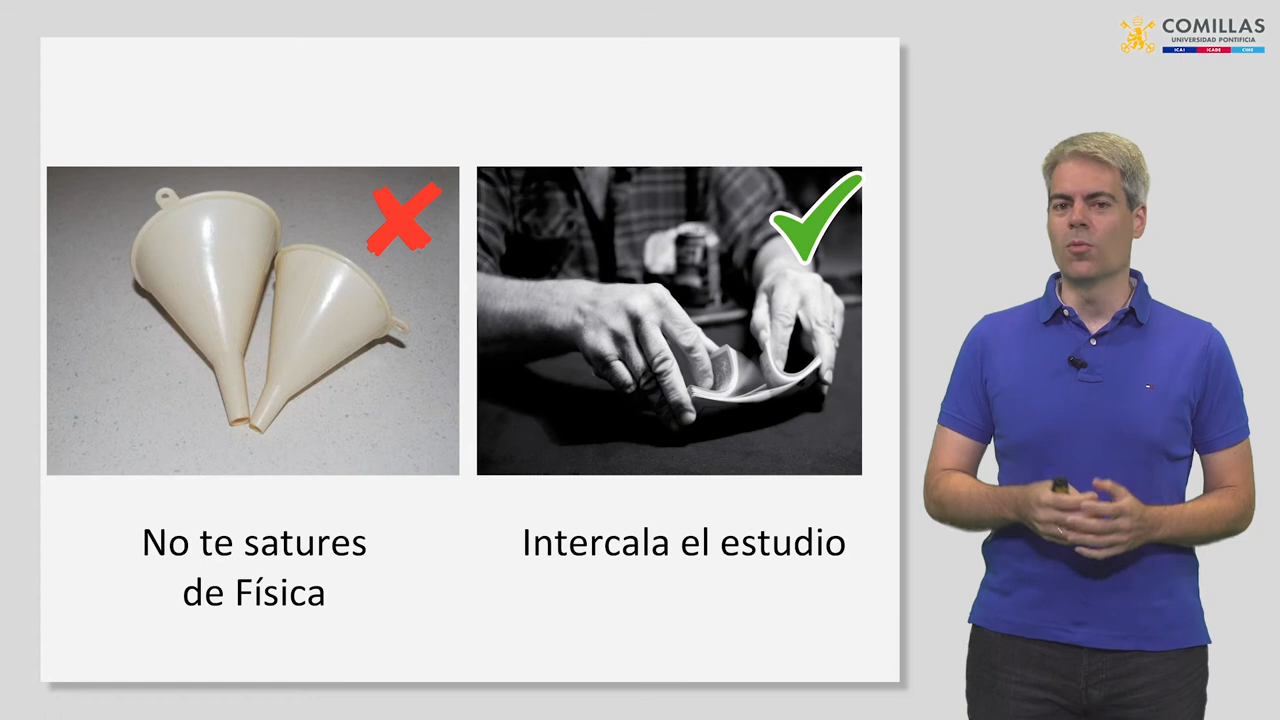 COMILLAS
UNIVERSIDAD PONTIFICIA
ICAI ICADE CIHS
No te satures
de Física
Intercala el estudio